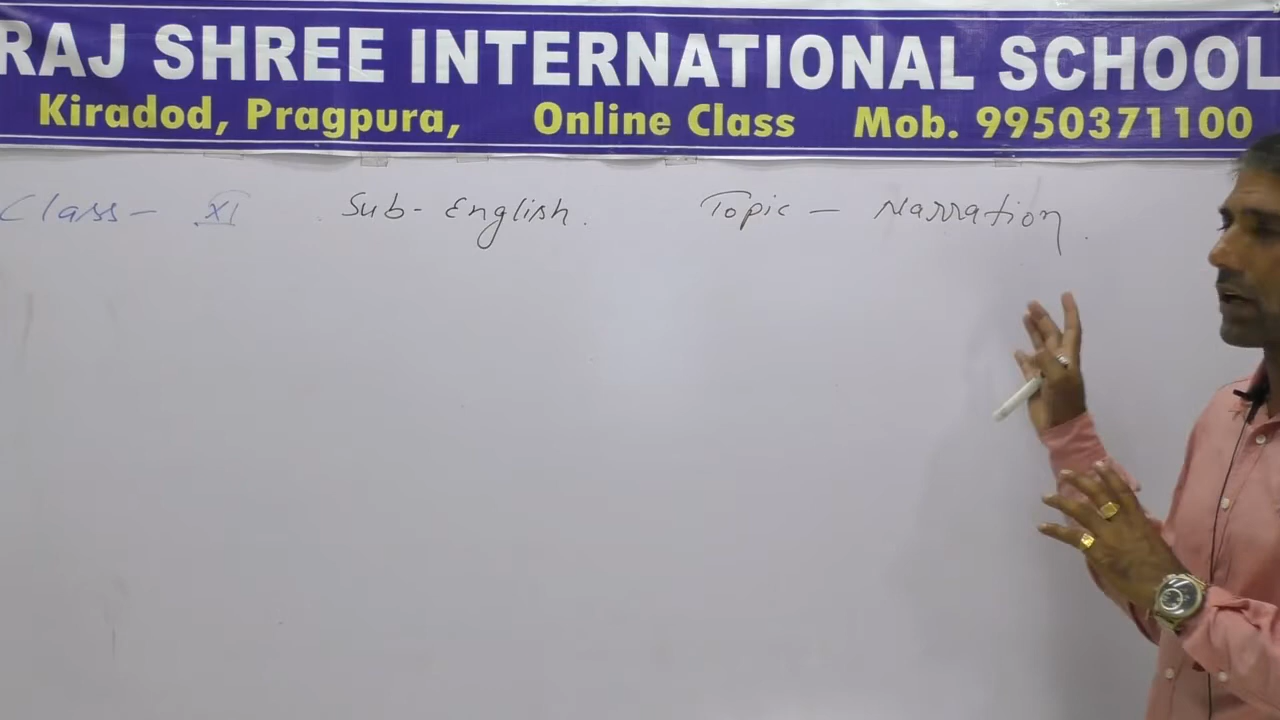 RAJ SHREE INTERNATIONAL SCHOOL
Kiradod, Pragpura, Online Class Mob. 9950371100
Class - XI Sub - English. Topic - Narration.